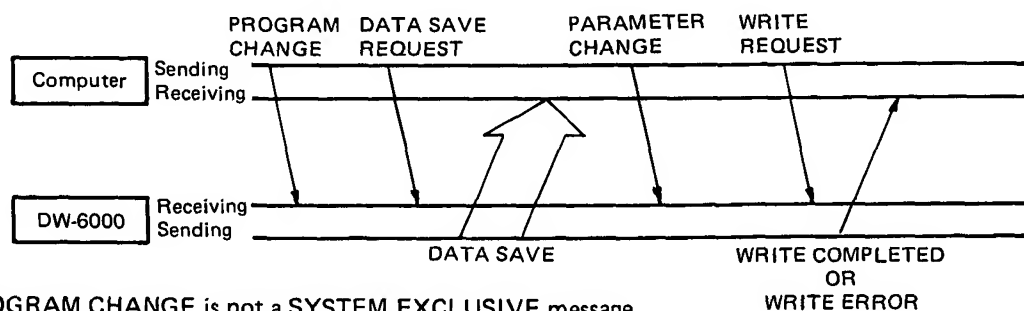 PROGRAM CHANGE
DATA SAVE REQUEST
PARAMETER CHANGE
WRITE REQUEST
Computer
Sending
Receiving
DW-6000
Receiving
Sending
DATA SAVE
WRITE COMPLETED
OR
WRITE ERROR
CHANGE is not a SYSTEM EXCLUSIVE message